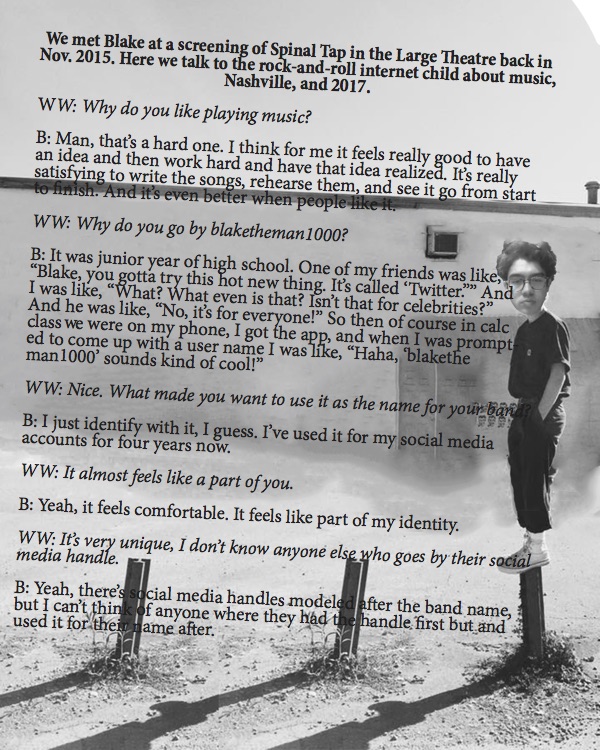 We met Blake at a screening of Spinal Tap in the Large Theatre back in
Nov. 2015. Here we talk to the rock-and-roll internet child about music,
Nashville, and 2017.
WW: Why do you like playing music?
B: Man, that's a hard one. I think for me it feels really good to have
an idea and then work hard and have that idea realized. It's really
satisfying to write the songs, rehearse them, and see it go from start
to finish. And it's even better when people like it.
WW: Why do you go by blaketheman1000?
B: It was junior year of high school. One of my friends was like,
“Blake, you gotta try this hot new thing. It's called ‘Twitter.”” And
I was like, “What? What even is that? Isn't that for celebrities?”
And he was like, “No, it's for everyone!” So then of course in calc
class we were on my phone, I got the app, and when I was prompt-
ed to come up with a user name I was like, “Haha, ‘blakethe
man1000’ sounds kind of cool!”
WW: Nice. What made you want to use it as the name for your band?
B: I just identify with it, I guess. I've used it for my social media
accounts for four years now.
WW: It almost feels like a part of you.
B: Yeah, it feels comfortable. It feels like part of my identity.
WW: It's very unique, I don't know anyone else who goes by their social
media handle.
B: Yeah, there's social media handles modeled after the band name,
but I can't think of anyone where they had the handle first but and
used it for their name after.